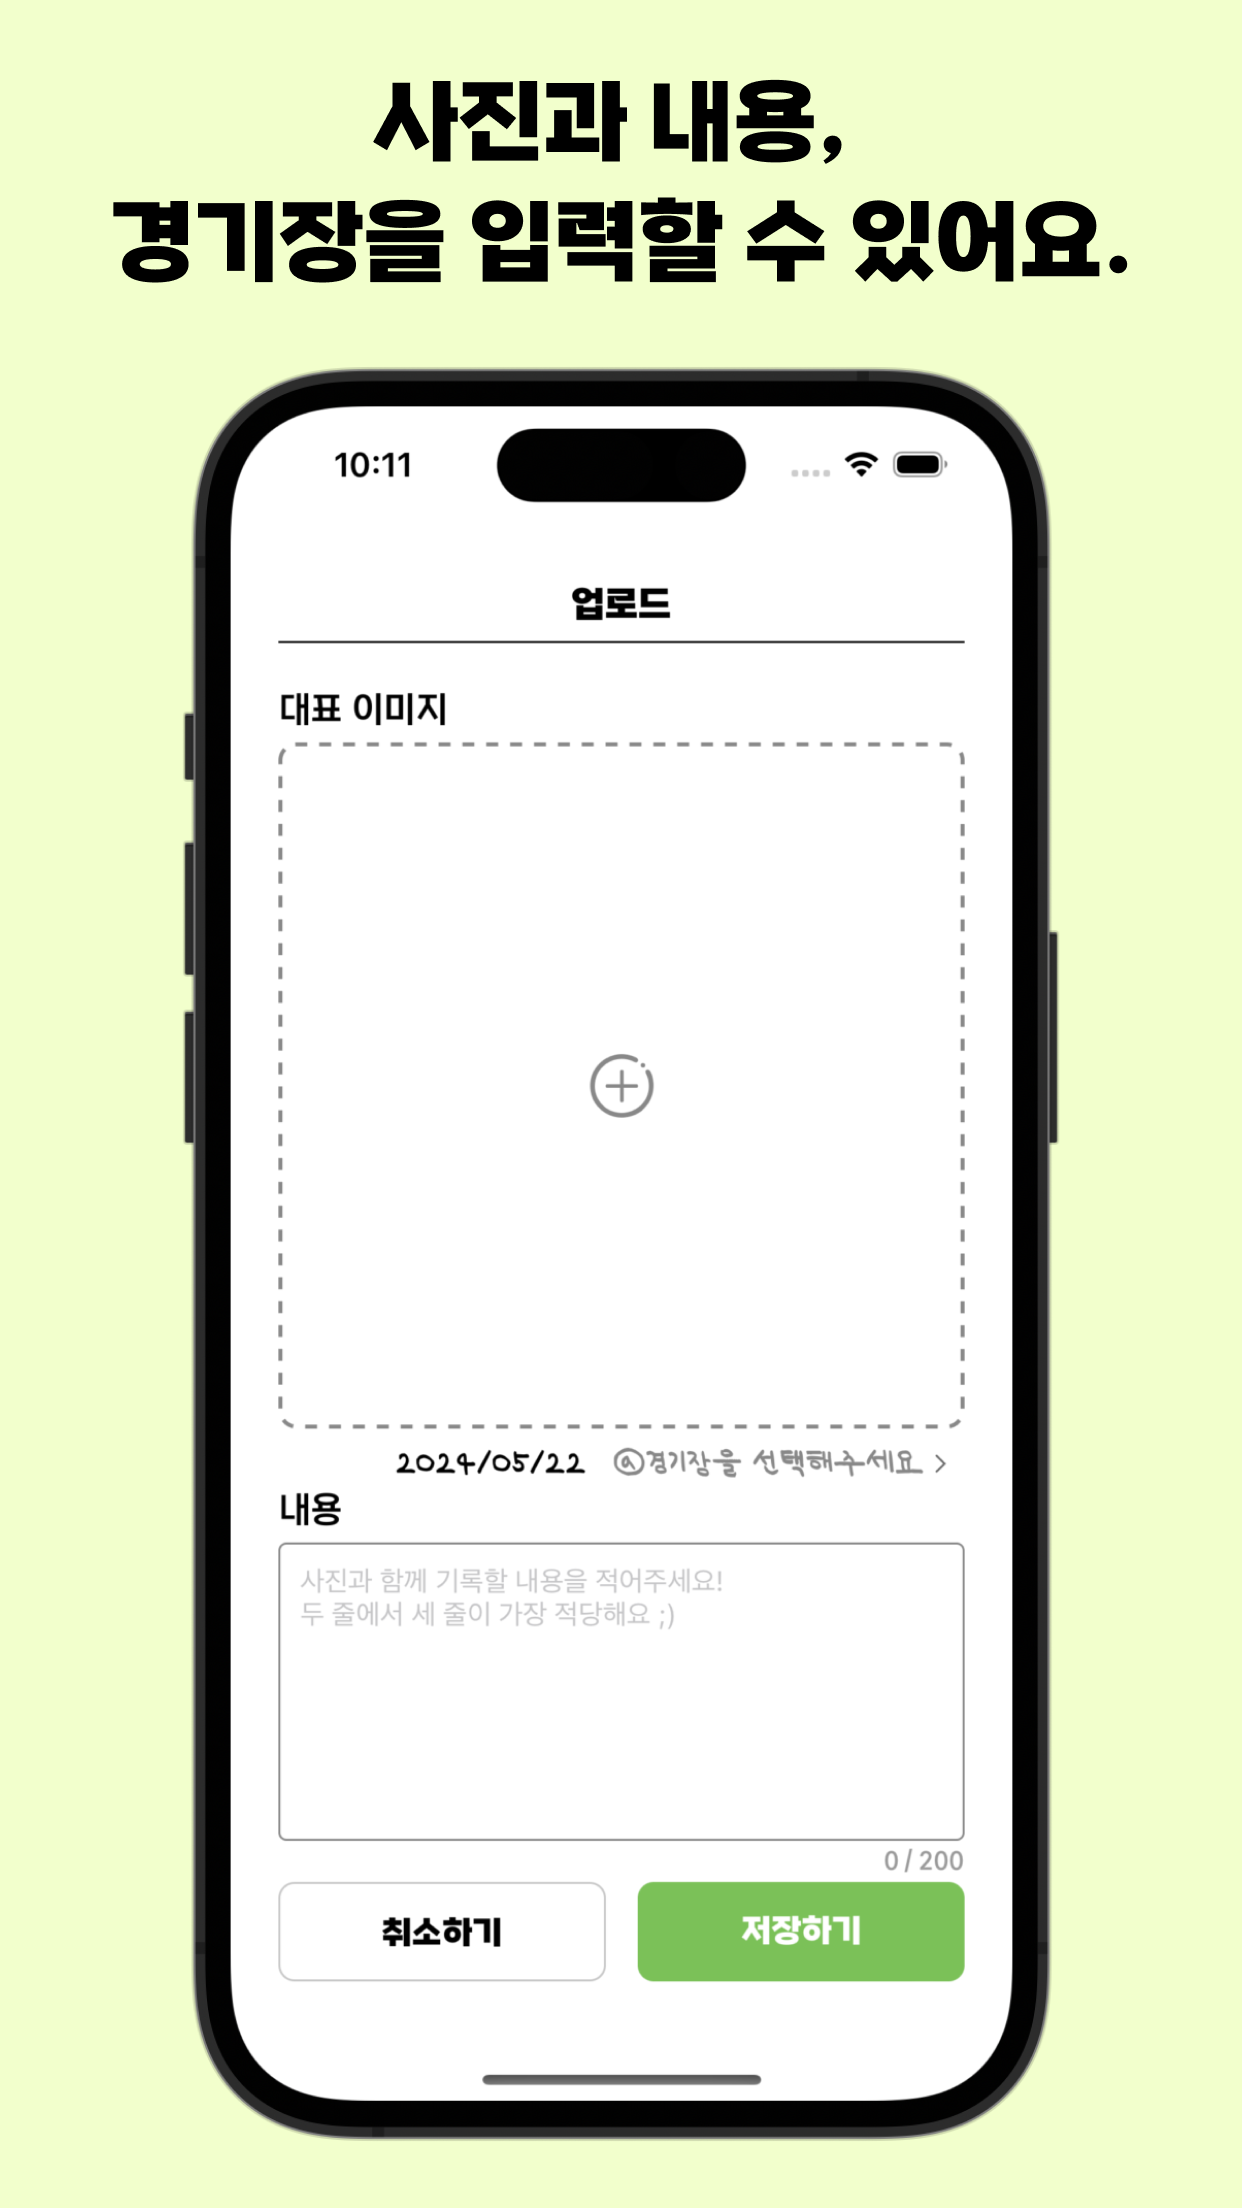 사진과 내용,
경기장을 입력할 수 있어요.
10:11
업로드
대표 이미지
2024/05/22 @경기장을 선택해주세요 >
내용
사진과 함께 기록할 내용을 적어주세요!
두 줄에서 세 줄이 가장 적당해요 ;)
0 / 200
취소하기 저장하기